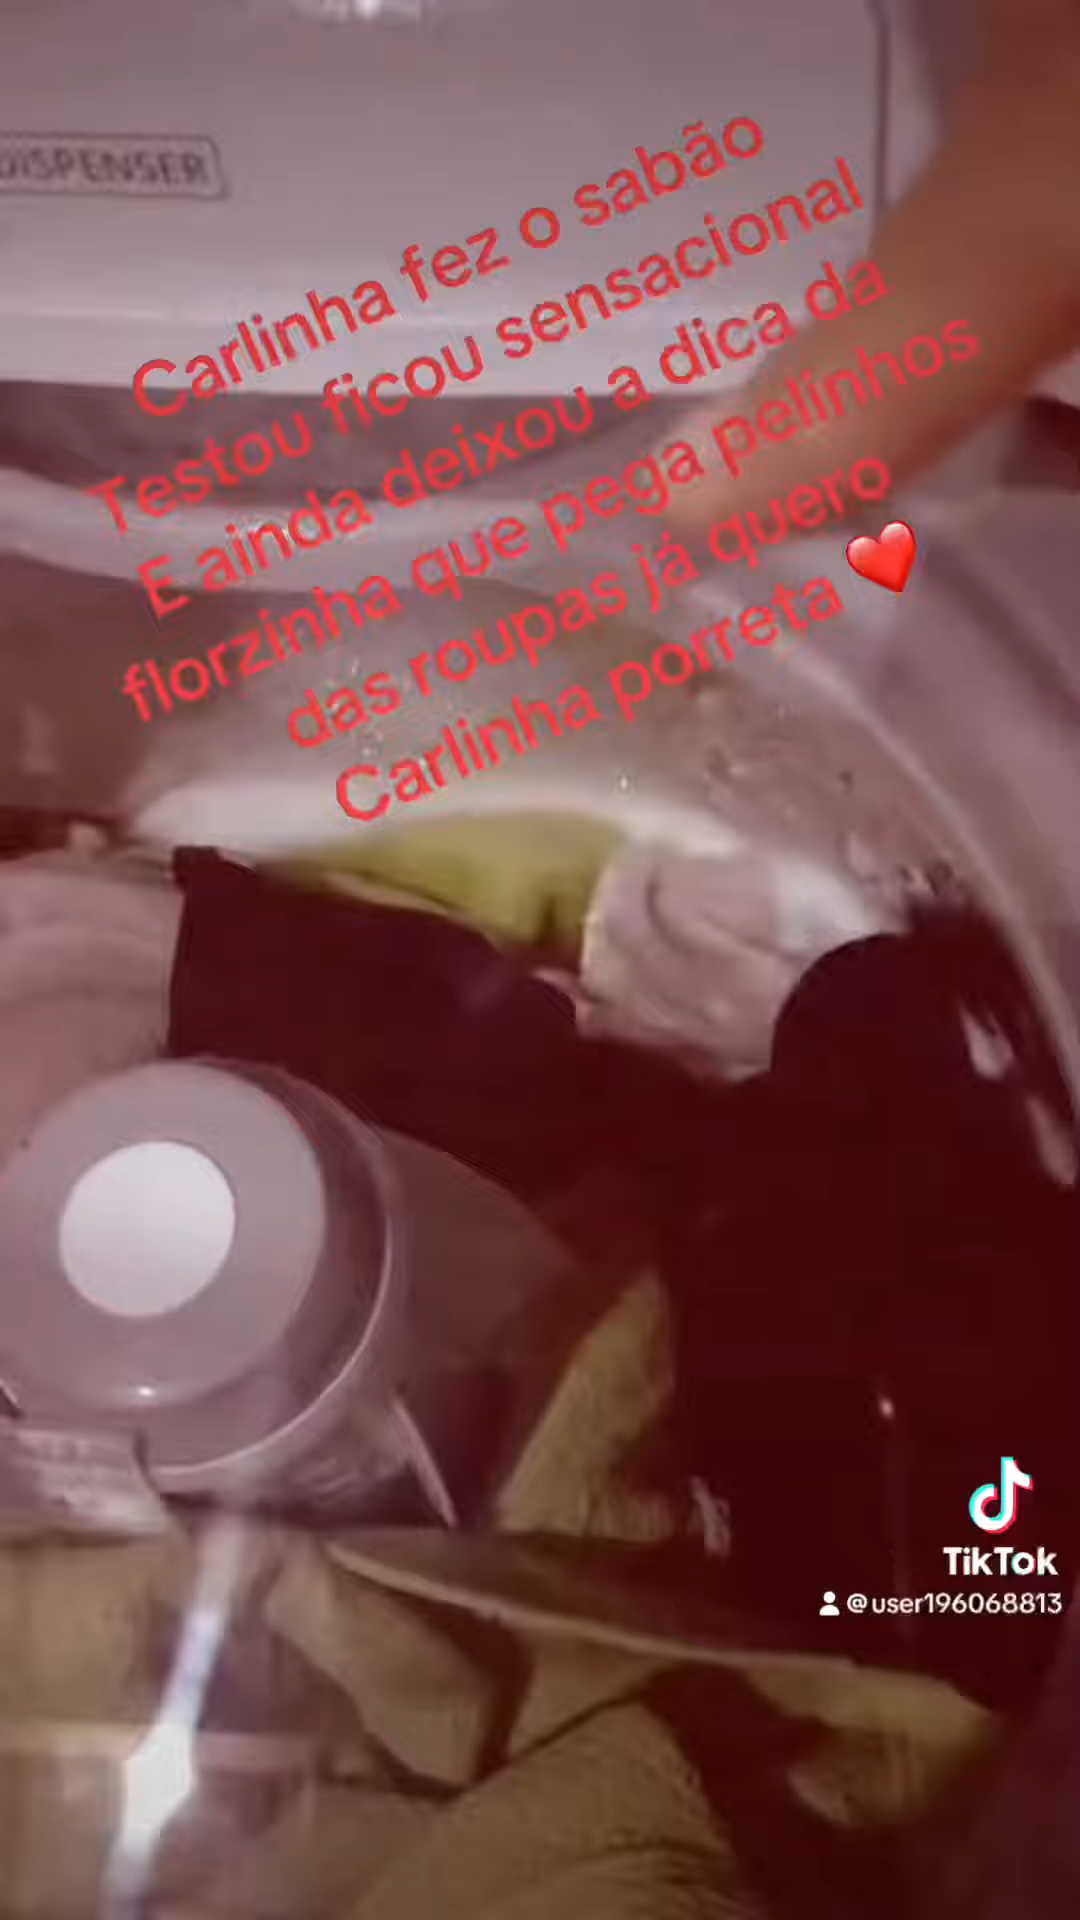 DISPENSER
Carlinha fez o sabão
Testou ficou sensacional
E ainda deixou a dica da
florzinha que pega pelinhos
das roupas já quero
Carlinha porreta ❤️
TikTok
@user196068813